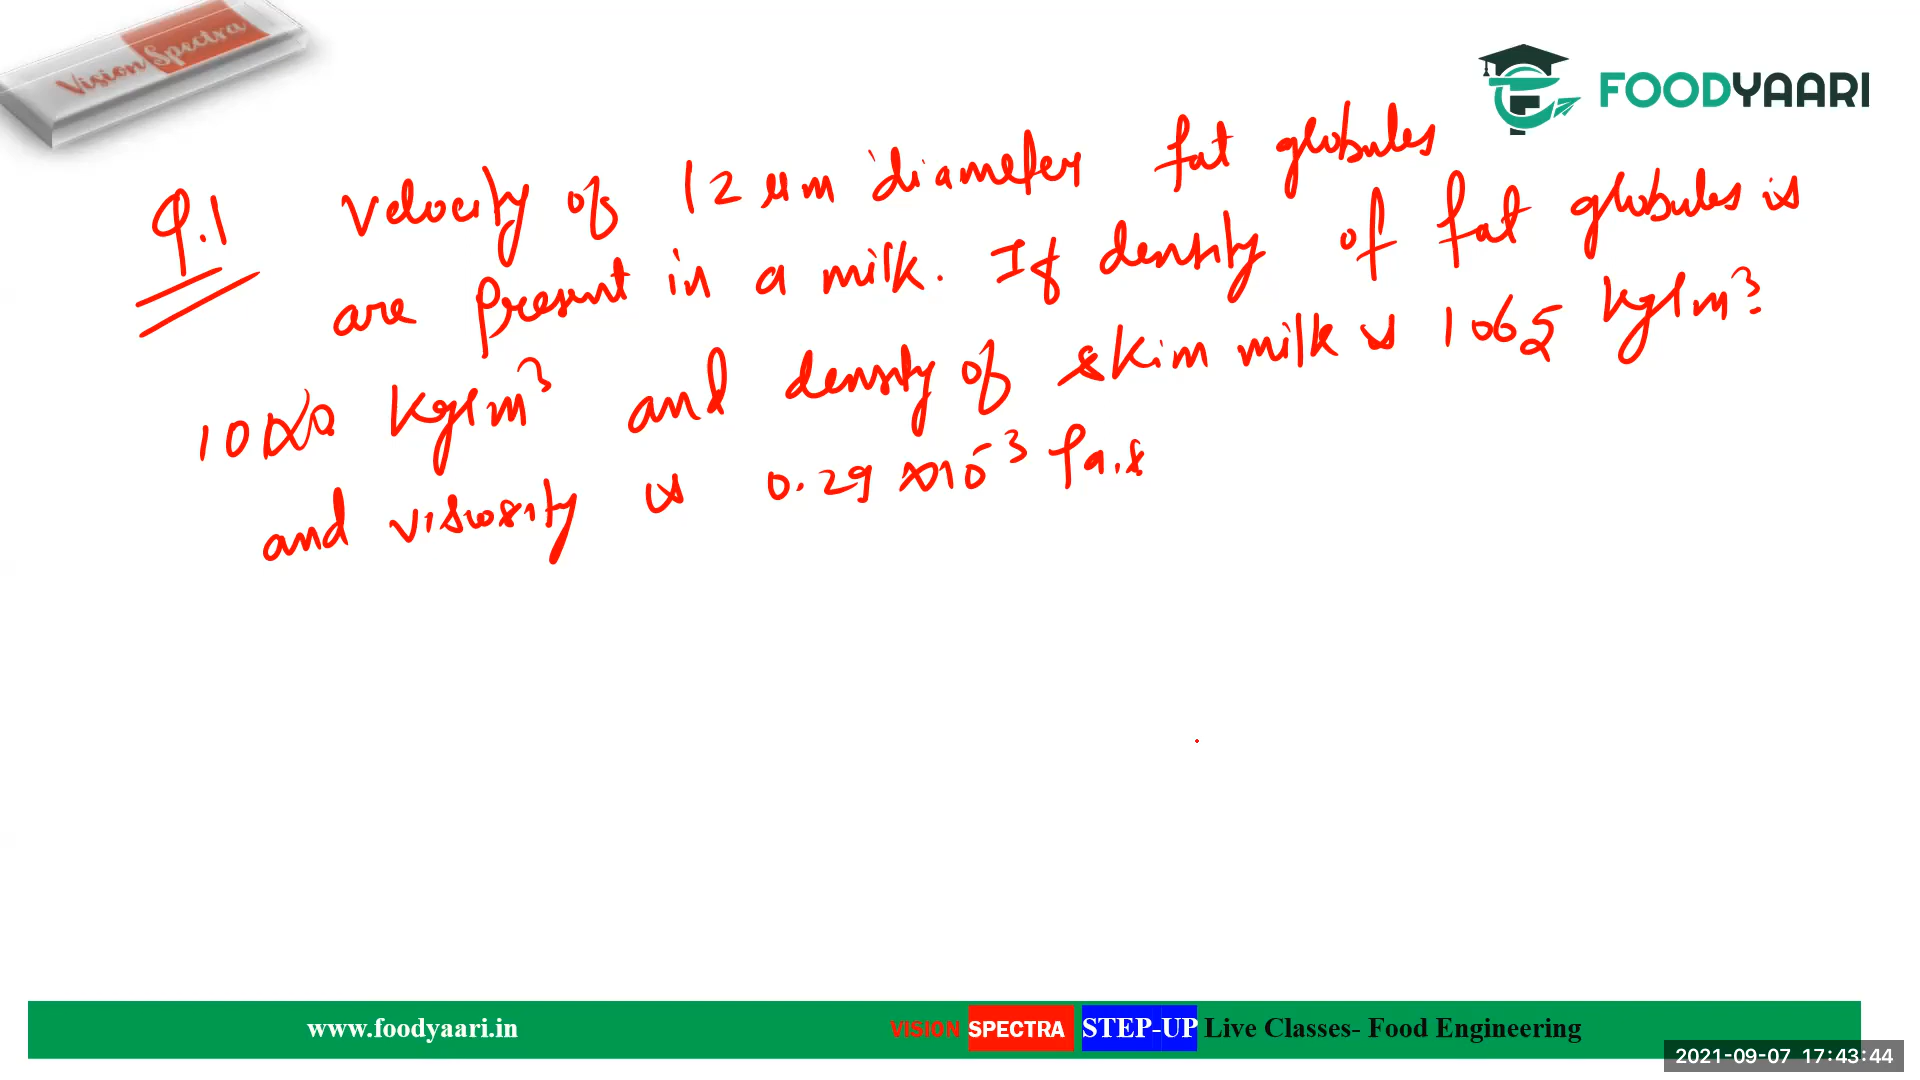 Vision Spectra
FOODYAARI
Q.1 Velocity of 12 μm diameter fat globules
are present in a milk. If density of fat globules is
kg/m³ and density of skim milk is 1065 kg/m³.
and viscosity is 0.29 x10⁻³ Pa.s
www.foodyaari.in
VISION SPECTRA STEP-UP Live Classes- Food Engineering
2021-09-07 17:43:44